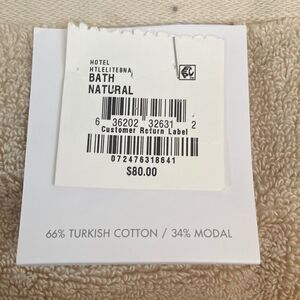 HOTEL
HTLELITEBNA
BATH
NATURAL
6 36202 32631 2
Customer Return Label
072476318641
$80.00
66% TURKISH COTTON / 34% MODAL